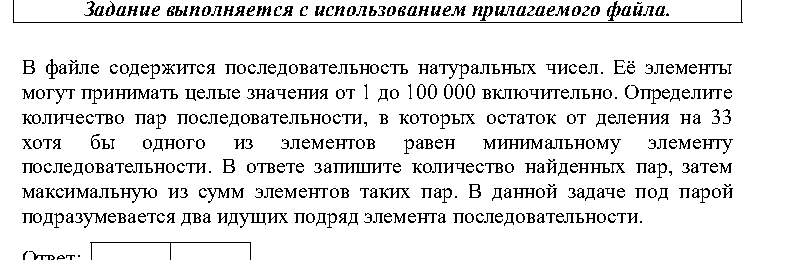 Задание выполняется с использованием прилагаемого файла.
В файле содержится последовательность натуральных чисел. Её элементы
могут принимать целые значения от 1 до 100 000 включительно. Определите
количество пар последовательности, в которых остаток от деления на 33
хотя бы одного из элементов равен минимальному элементу
последовательности. В ответе запишите количество найденных пар, затем
максимальную из сумм элементов таких пар. В данной задаче под парой
подразумевается два идущих подряд элемента последовательности.
Ответ: